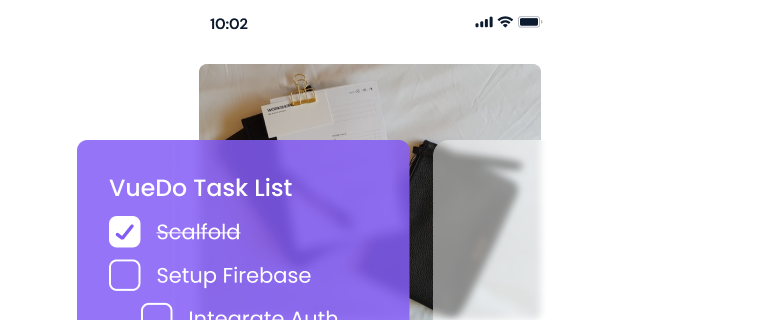 10:02
VueDo Task List
Scalfold
Setup Firebase
Integrate Auth